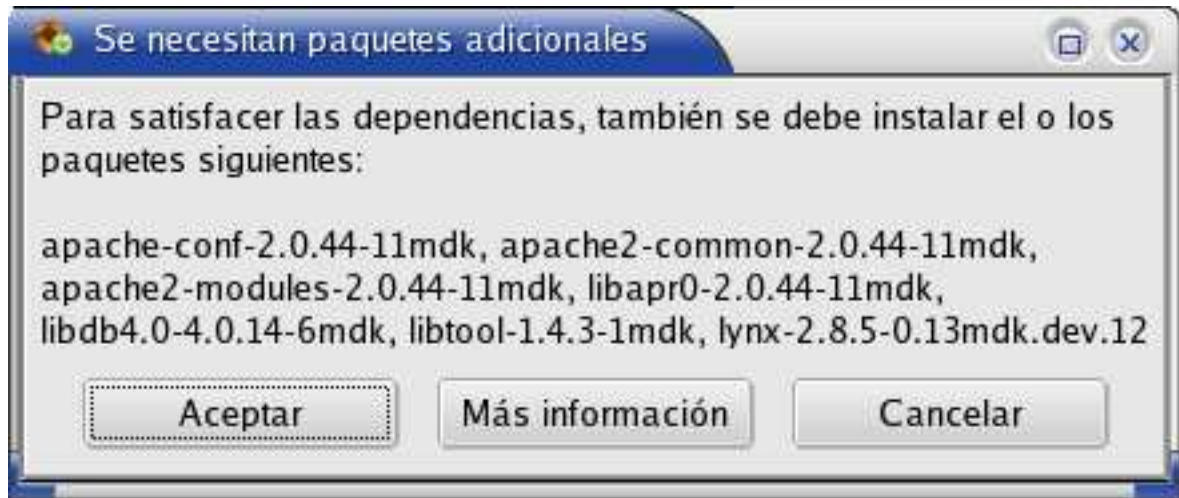 Se necesitan paquetes adicionales
Para satisfacer las dependencias, también se debe instalar el o los
paquetes siguientes:
apache-conf-2.0.44-11mdk, apache2-common-2.0.44-11mdk,
apache2-modules-2.0.44-11mdk, libapr0-2.0.44-11mdk,
libdb4.0-4.0.14-6mdk, libtool-1.4.3-1mdk, lynx-2.8.5-0.13mdk.dev.12
Aceptar Más información Cancelar